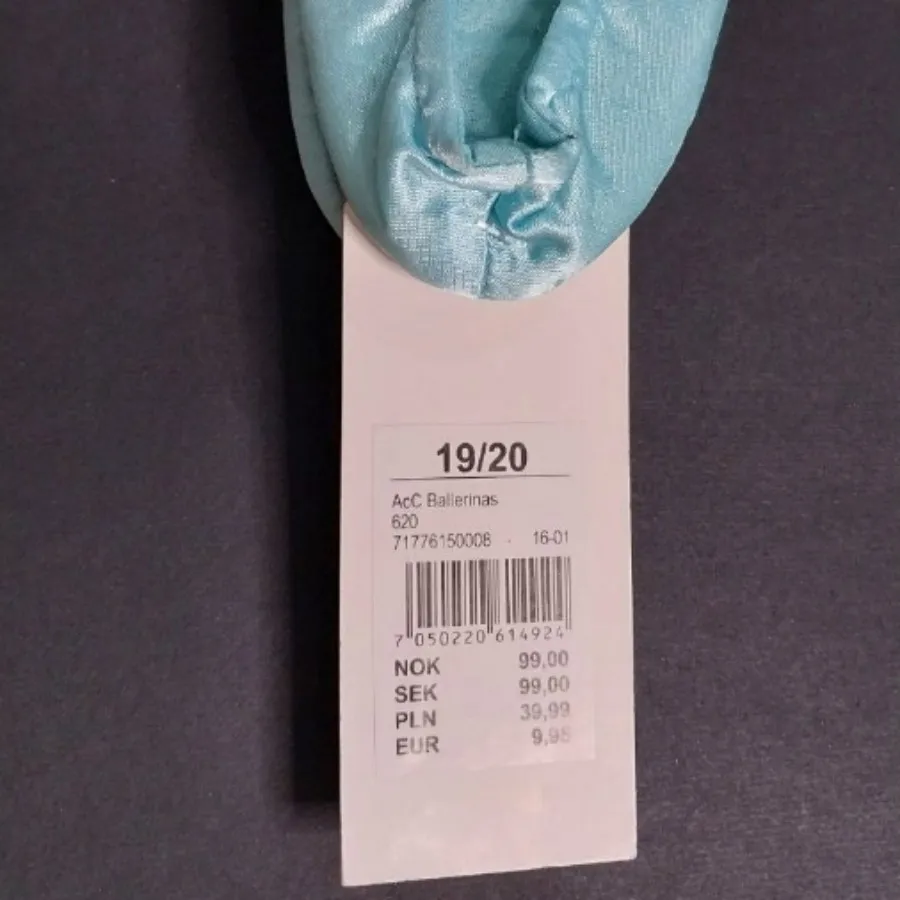 19/20
AcC Ballerinas
620
71776150008 - 16-01
7 050220 614924
NOK 99,00
SEK 99,00
PLN 39,99
EUR 9,95